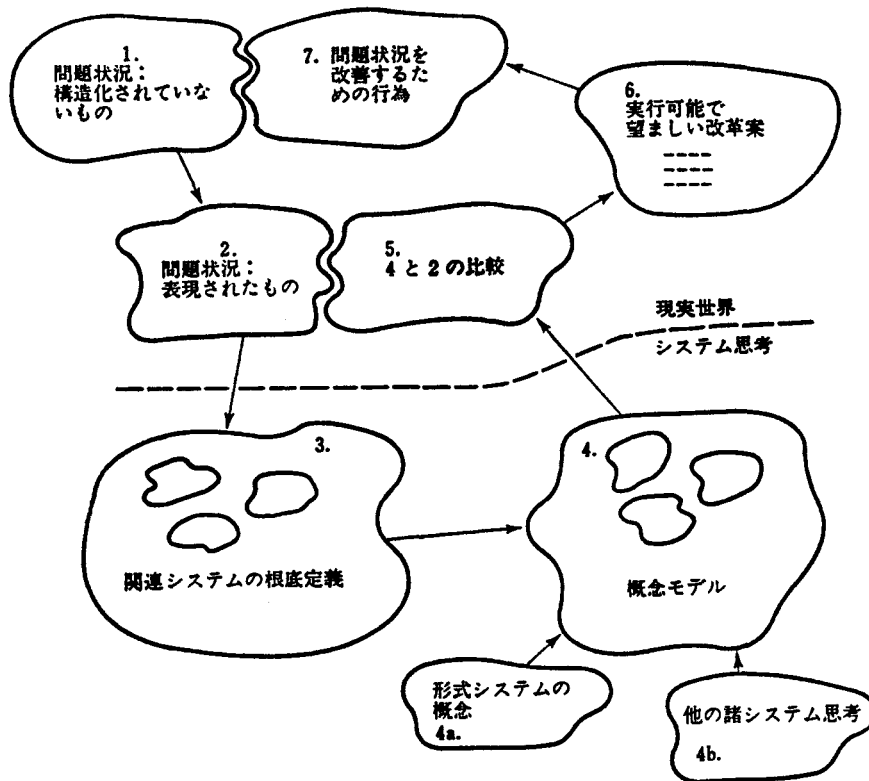 1.
問題状況：
構造化されていな
いもの
7. 問題状況を
改善するため
の行為
6.
実行可能で
望ましい改革案
2.
問題状況：
表現されたもの
5.
4と2の比較
現実世界
システム思考
3.
関連システムの根底定義
4.
概念モデル
形式システムの
概念
4a.
他の諸システム思考
4b.